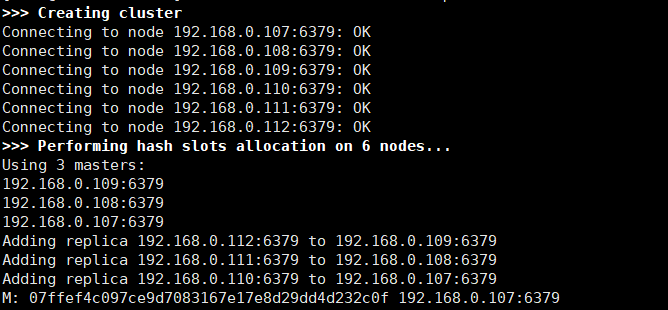 >>> Creating cluster
Connecting to node 192.168.0.107:6379: OK
Connecting to node 192.168.0.108:6379: OK
Connecting to node 192.168.0.109:6379: OK
Connecting to node 192.168.0.110:6379: OK
Connecting to node 192.168.0.111:6379: OK
Connecting to node 192.168.0.112:6379: OK
>>> Performing hash slots allocation on 6 nodes...
Using 3 masters:
192.168.0.109:6379
192.168.0.108:6379
192.168.0.107:6379
Adding replica 192.168.0.112:6379 to 192.168.0.109:6379
Adding replica 192.168.0.111:6379 to 192.168.0.108:6379
Adding replica 192.168.0.110:6379 to 192.168.0.107:6379
M: 07ffef4c097ce9d7083167e17e8d29dd4d232c0f 192.168.0.107:6379